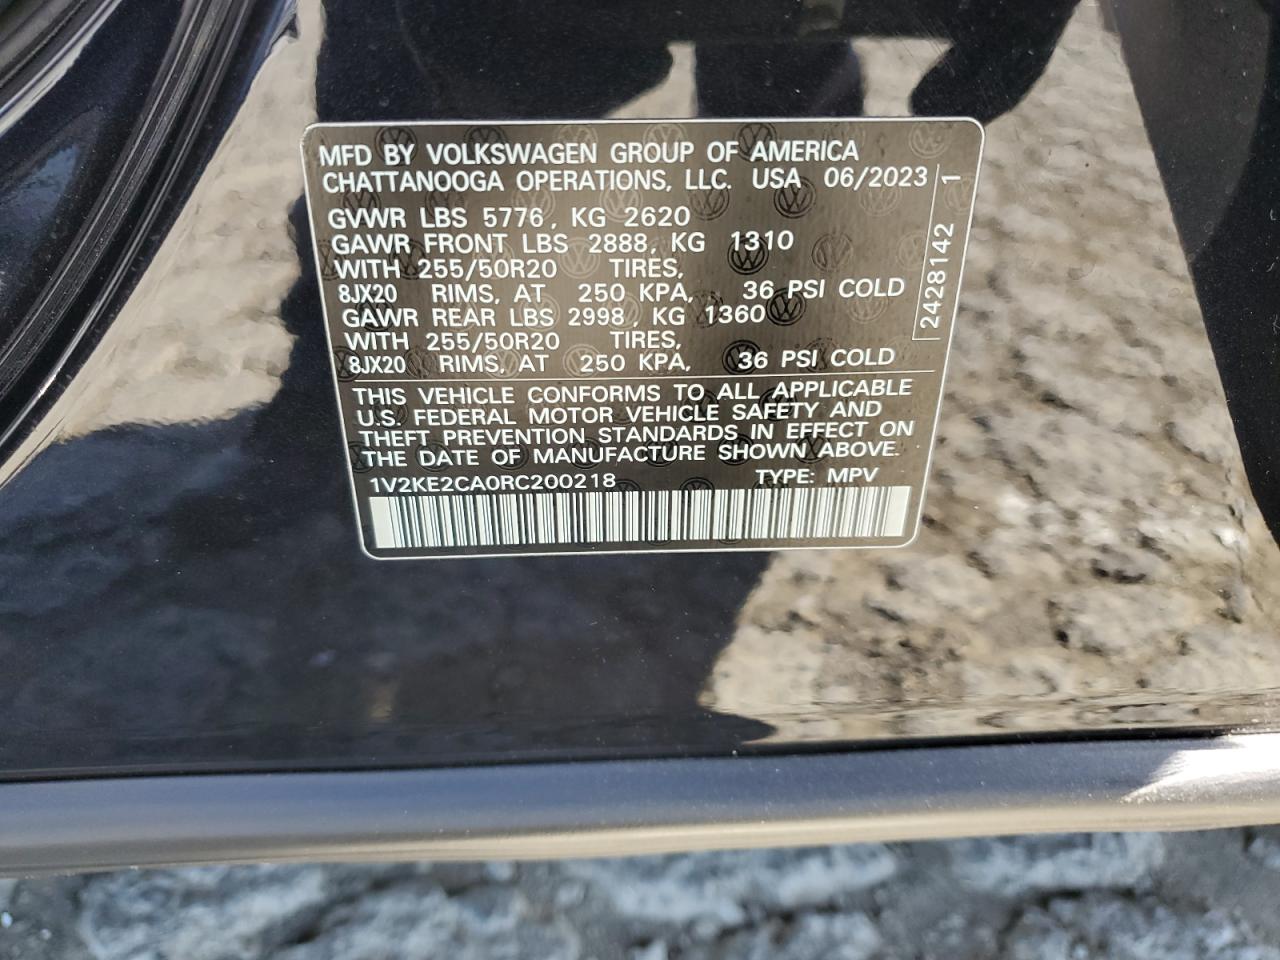 MFD BY VOLKSWAGEN GROUP OF AMERICA
CHATTANOOGA OPERATIONS, LLC. USA 06/2023
GVWR LBS 5776, KG 2620
GAWR FRONT LBS 2888, KG 1310
WITH 255/50R20 TIRES,
8JX20 RIMS, AT 250 KPA, 36 PSI COLD
GAWR REAR LBS 2998, KG 1360
WITH 255/50R20 TIRES,
8JX20 RIMS, AT 250 KPA, 36 PSI COLD
2428142 1
THIS VEHICLE CONFORMS TO ALL APPLICABLE
U.S. FEDERAL MOTOR VEHICLE SAFETY AND
THEFT PREVENTION STANDARDS IN EFFECT ON
THE DATE OF MANUFACTURE SHOWN ABOVE.
1V2KE2CA0RC200218 TYPE: MPV